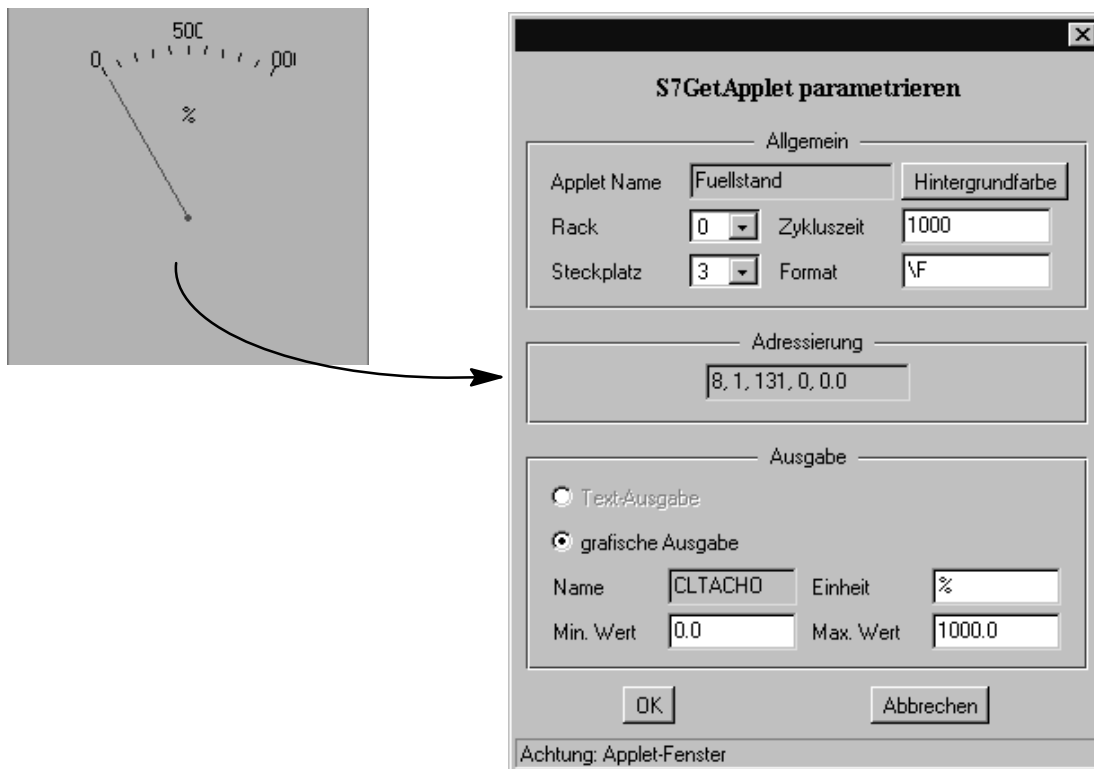 500
0
00
%
S7GetApplet parametrieren
Allgemein
Applet Name Fuellstand Hintergrundfarbe
Rack 0 Zykluszeit 1000
Steckplatz 3 Format \F
Adressierung
8, 1, 131, 0, 0.0
Ausgabe
Text-Ausgabe
grafische Ausgabe
Name CLTACHO Einheit %
Min. Wert 0.0 Max. Wert 1000.0
OK Abbrechen
Achtung: Applet-Fenster